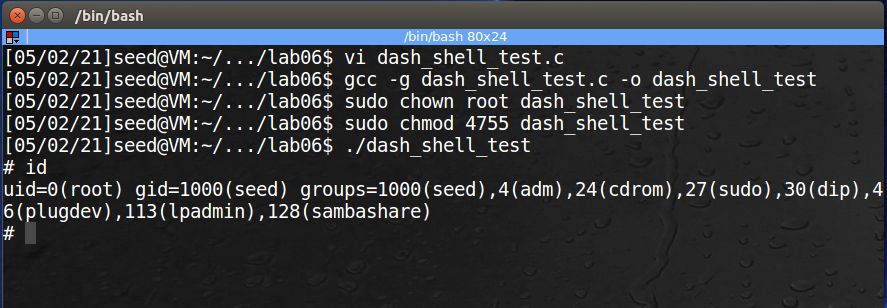 /bin/bash
/bin/bash 80x24
[05/02/21]seed@VM:~/.../lab06$ vi dash_shell_test.c
[05/02/21]seed@VM:~/.../lab06$ gcc -g dash_shell_test.c -o dash_shell_test
[05/02/21]seed@VM:~/.../lab06$ sudo chown root dash_shell_test
[05/02/21]seed@VM:~/.../lab06$ sudo chmod 4755 dash_shell_test
[05/02/21]seed@VM:~/.../lab06$ ./dash_shell_test
# id
uid=0(root) gid=1000(seed) groups=1000(seed),4(adm),24(cdrom),27(sudo),30(dip),4
6(plugdev),113(lpadmin),128(sambashare)
#